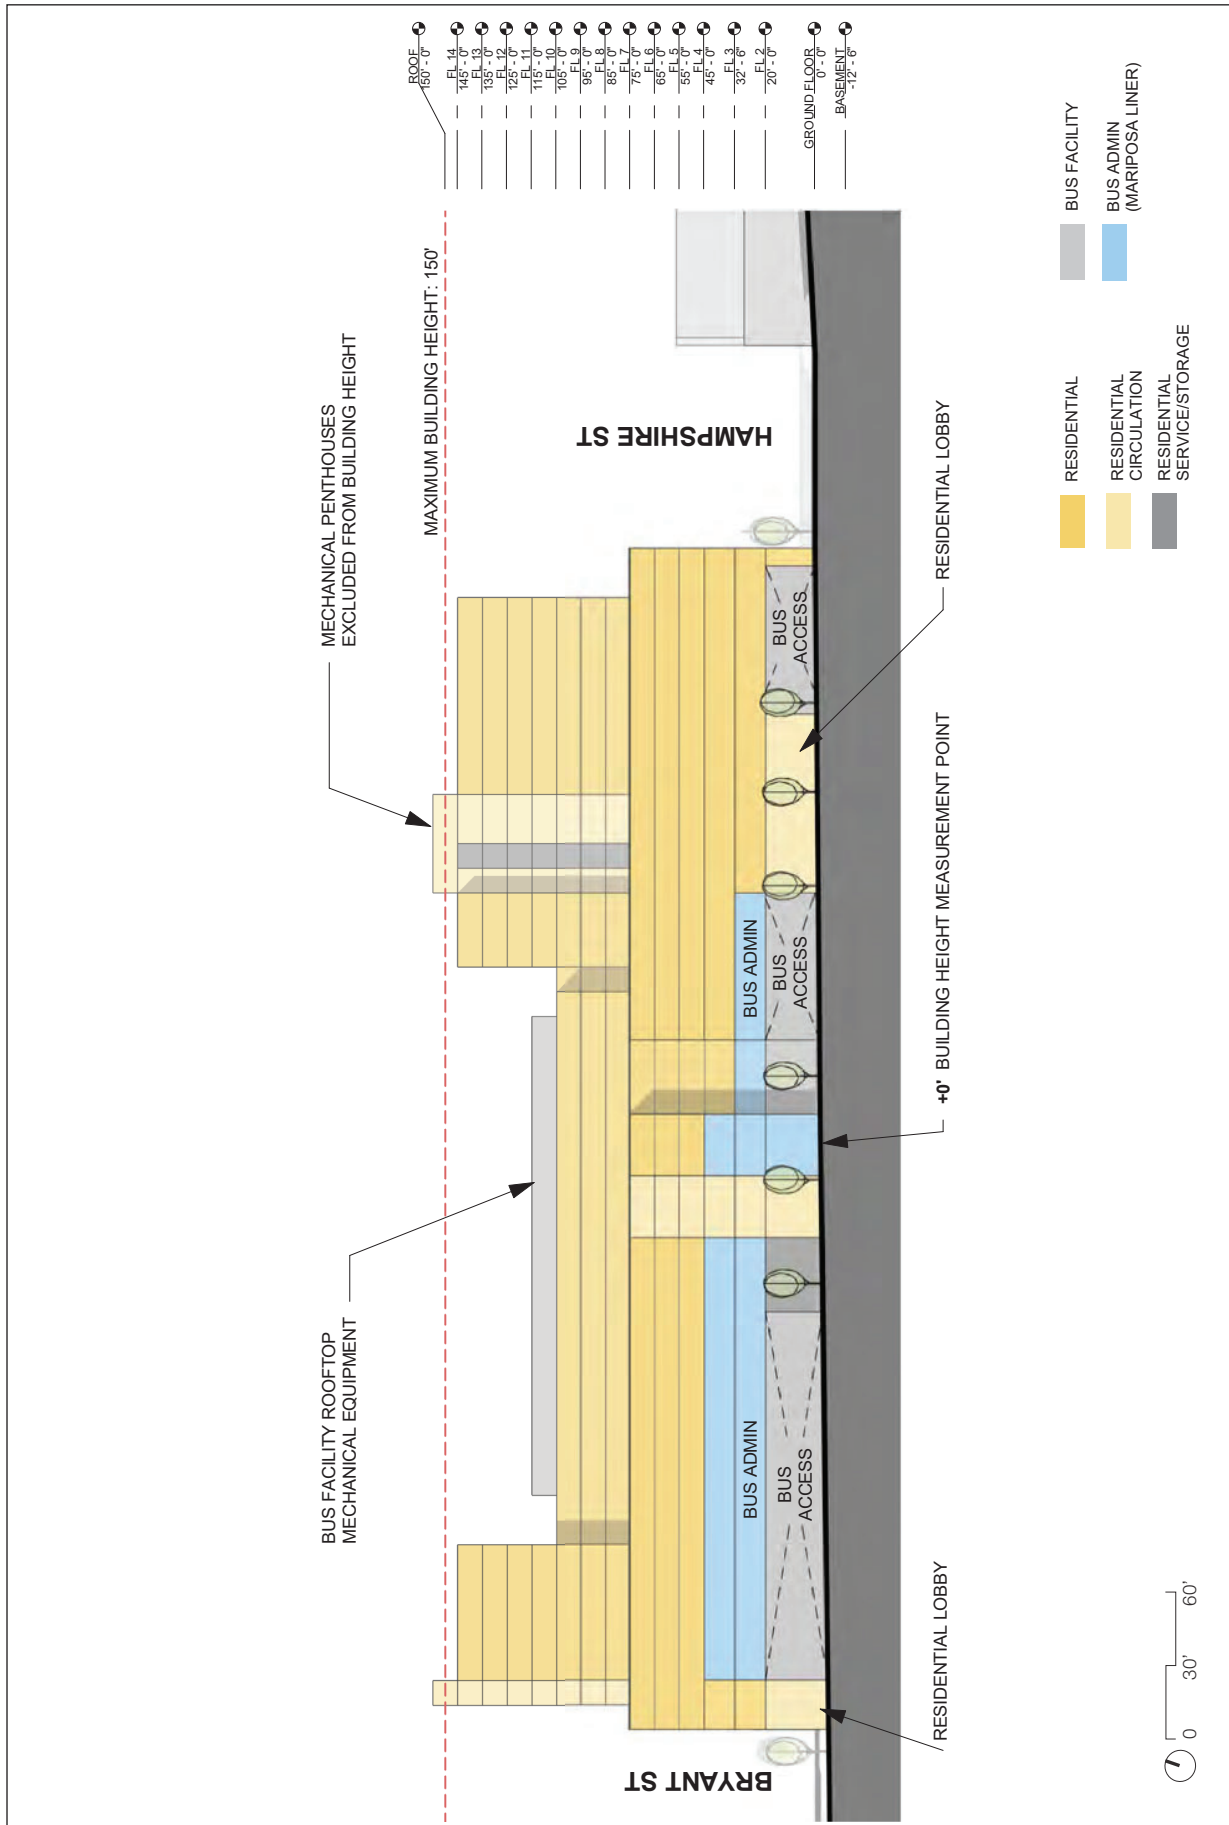 MECHANICAL PENTHOUSES
EXCLUDED FROM BUILDING HEIGHT
BUS FACILITY ROOFTOP
MECHANICAL EQUIPMENT
MAXIMUM BUILDING HEIGHT: 150'
ROOF
150' - 0"
FL 14
145' - 0"
FL 13
135' - 0"
FL 12
125' - 0"
FL 11
115' - 0"
FL 10
105' - 0"
FL 9
95' - 0"
FL 8
85' - 0"
FL 7
75' - 0"
FL 6
65' - 0"
FL 5
55' - 0"
FL 4
45' - 0"
FL 3
32' - 6"
FL 2
20' - 0"
GROUND FLOOR
0' - 0"
BASEMENT
-12' - 6"
BRYANT ST
HAMPSHIRE ST
BUS ADMIN
BUS ADMIN
BUS
ACCESS
BUS
ACCESS
BUS
ACCESS
RESIDENTIAL LOBBY
+0' BUILDING HEIGHT MEASUREMENT POINT
RESIDENTIAL LOBBY
RESIDENTIAL
RESIDENTIAL
CIRCULATION
RESIDENTIAL
SERVICE/STORAGE
BUS FACILITY
BUS ADMIN
(MARIPOSA LINER)
0
30'
60'